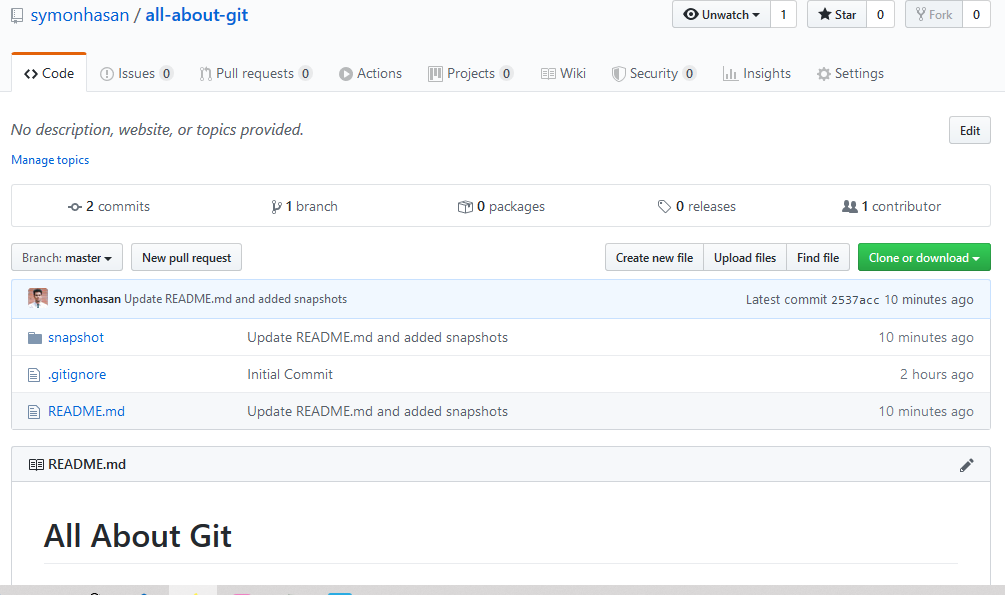 symonhasan / all-about-git Unwatch 1 Star 0 Fork 0
Code Issues 0 Pull requests 0 Actions Projects 0 Wiki Security 0 Insights Settings
No description, website, or topics provided. Edit
Manage topics
2 commits 1 branch 0 packages 0 releases 1 contributor
Branch: master New pull request Create new file Upload files Find file Clone or download
symonhasan Update README.md and added snapshots Latest commit 2537acc 10 minutes ago
snapshot Update README.md and added snapshots 10 minutes ago
.gitignore Initial Commit 2 hours ago
README.md Update README.md and added snapshots 10 minutes ago
README.md
All About Git